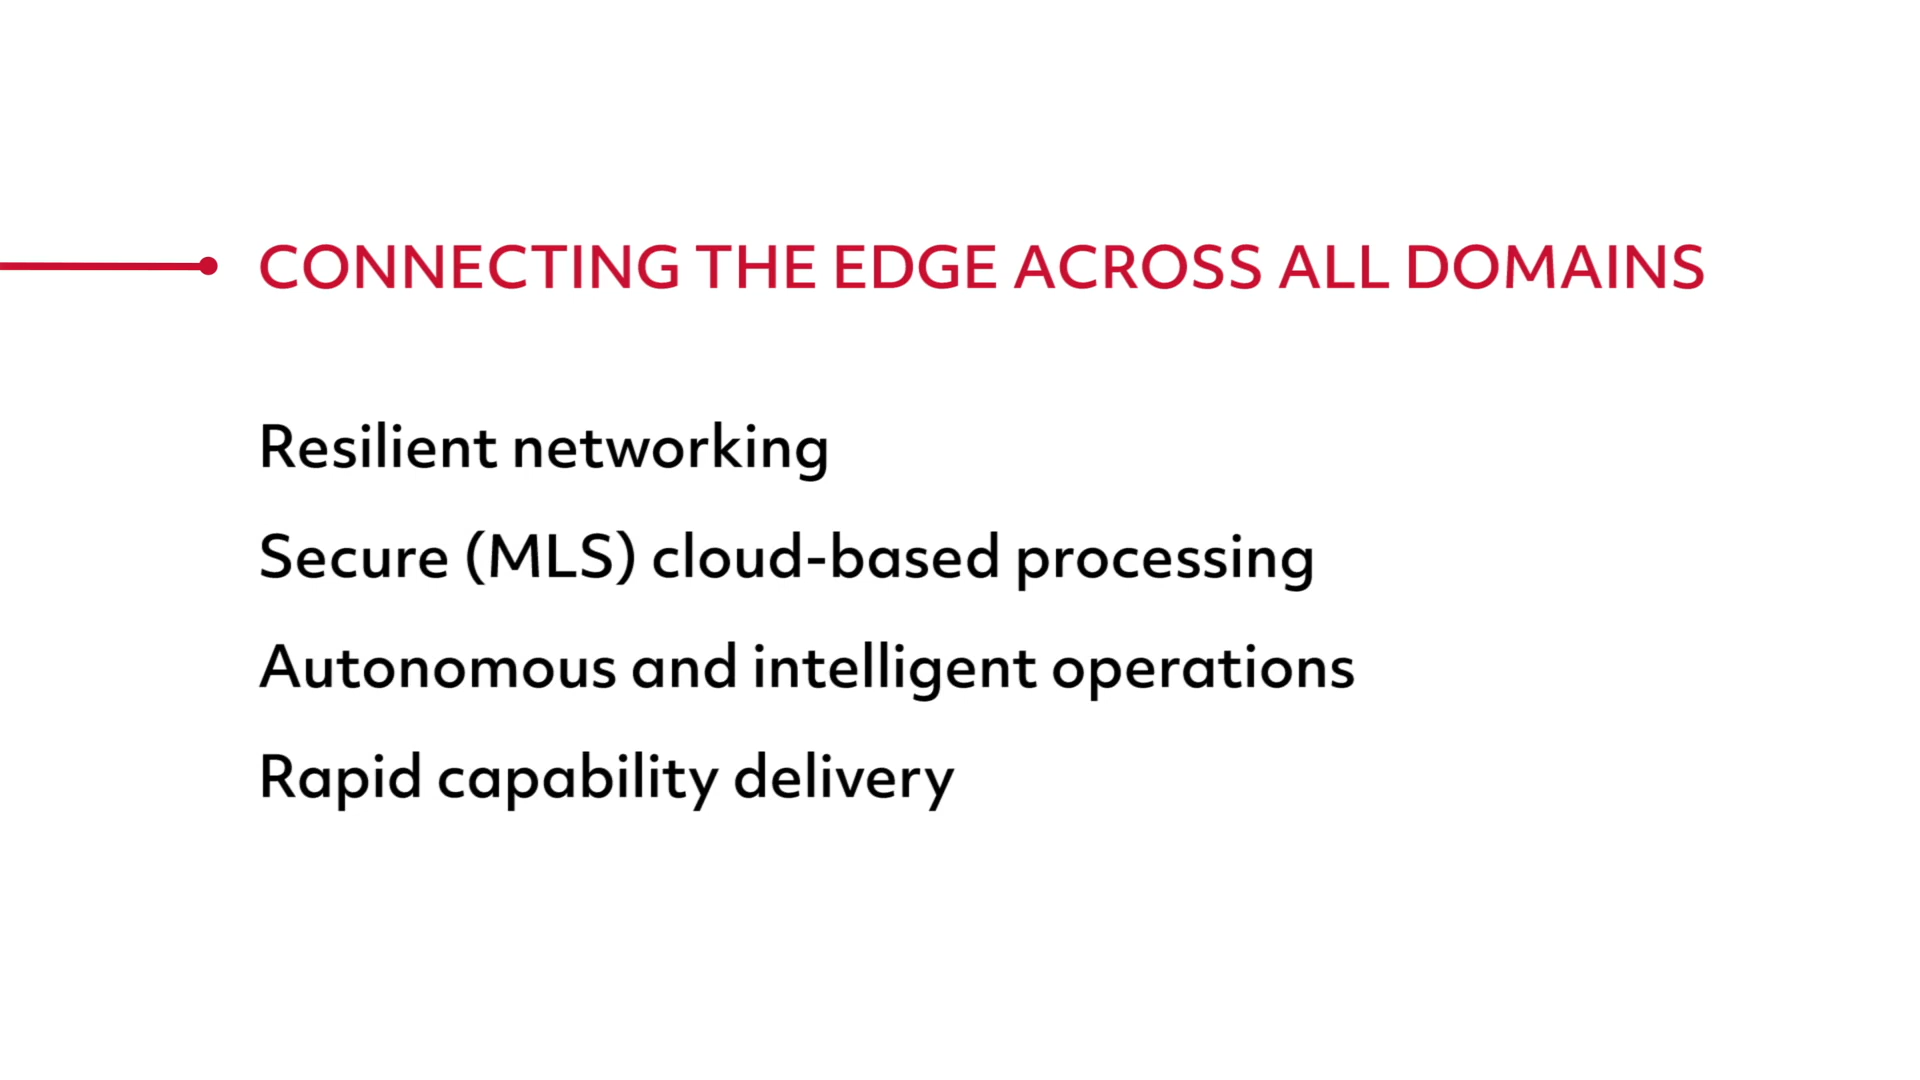 CONNECTING THE EDGE ACROSS ALL DOMAINS
Resilient networking
Secure (MLS) cloud-based processing
Autonomous and intelligent operations
Rapid capability delivery